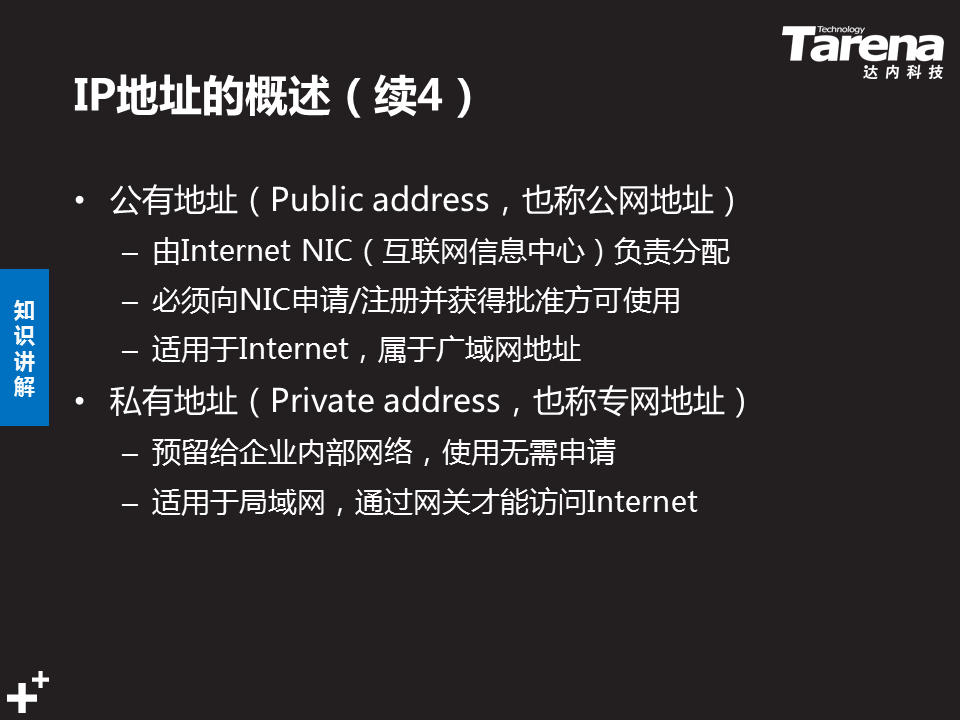 Technology
Tarena
达内科技
IP地址的概述（续4）
• 公有地址（Public address，也称公网地址）
– 由Internet NIC（互联网信息中心）负责分配
– 必须向NIC申请/注册并获得批准方可使用
– 适用于Internet，属于广域网地址
知识讲解
• 私有地址（Private address，也称专网地址）
– 预留给企业内部网络，使用无需申请
– 适用于局域网，通过网关才能访问Internet